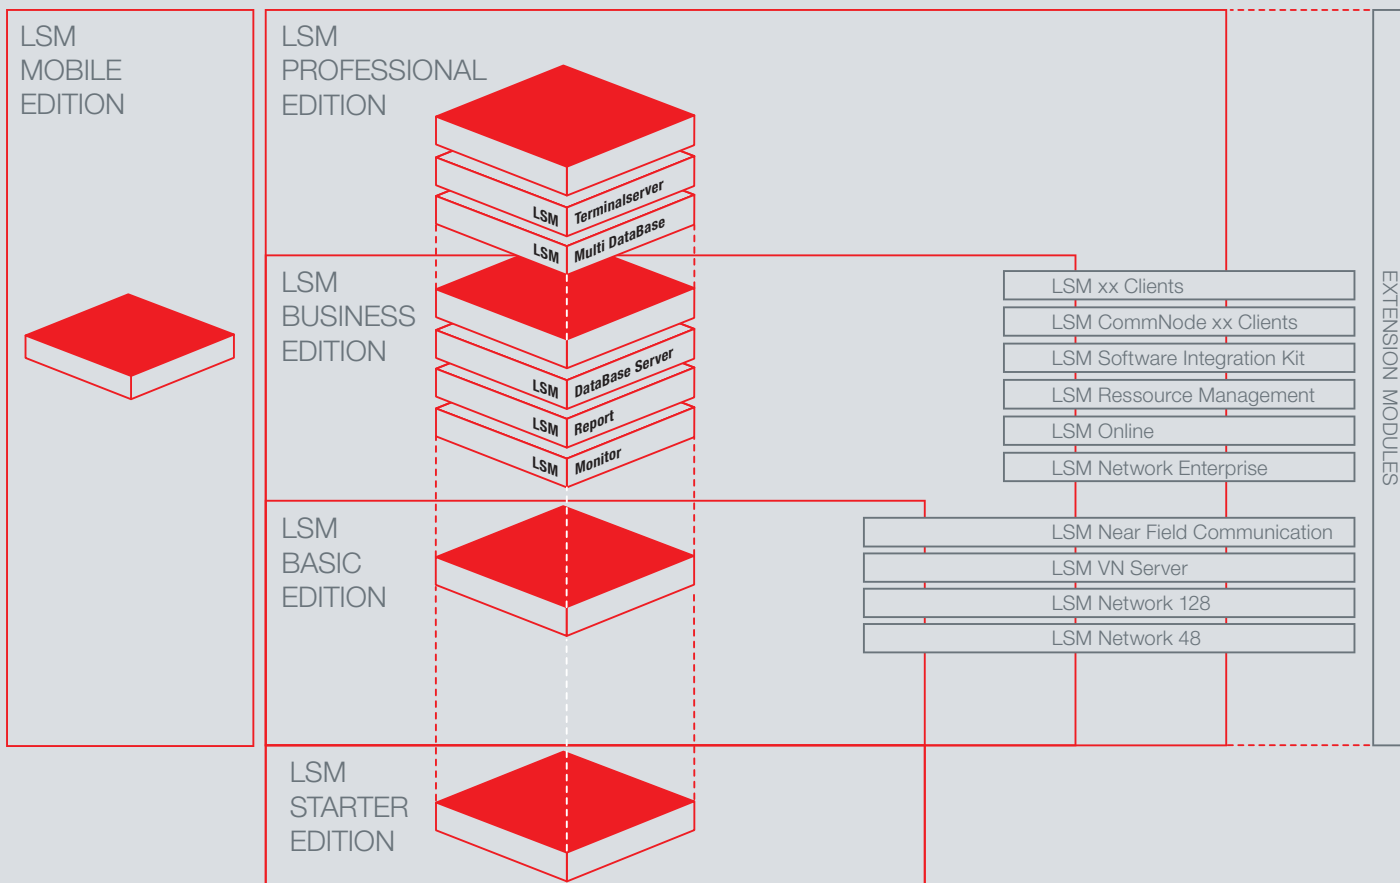 LSM
MOBILE
EDITION
LSM
PROFESSIONAL
EDITION
LSM Terminalserver
LSM Multi DataBase
LSM
BUSINESS
EDITION
LSM DataBase Server
LSM Report
LSM Monitor
LSM
BASIC
EDITION
LSM
STARTER
EDITION
LSM xx Clients
LSM CommNode xx Clients
LSM Software Integration Kit
LSM Ressource Management
LSM Online
LSM Network Enterprise
LSM Near Field Communication
LSM VN Server
LSM Network 128
LSM Network 48
EXTENSION MODULES